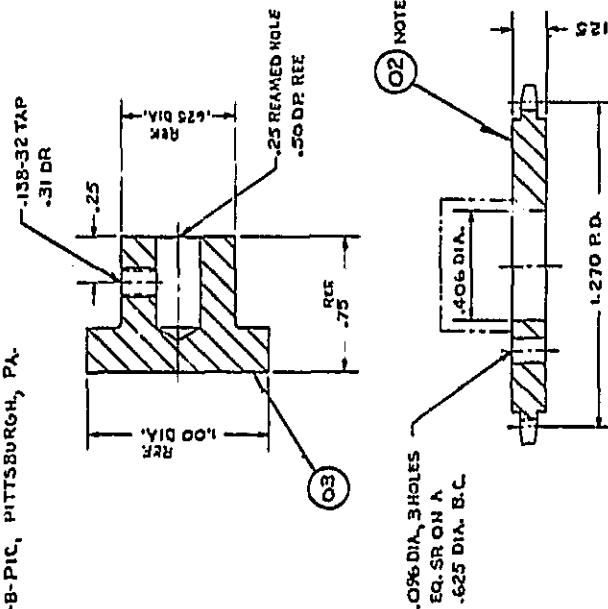 -B-PIC, PITTSBURGH, PA.
.138-32 TAP
.31 DP.
.25
REF.
.625 DIA.
.25 REAMED HOLE
.50 DP. REF.
REF.
1.00 DIA.
REF.
.75
03
02 NOTE
.406 DIA.
.096 DIA., 3 HOLES
EQ. SP. ON A
.625 DIA. B.C.
1.270 P.D.